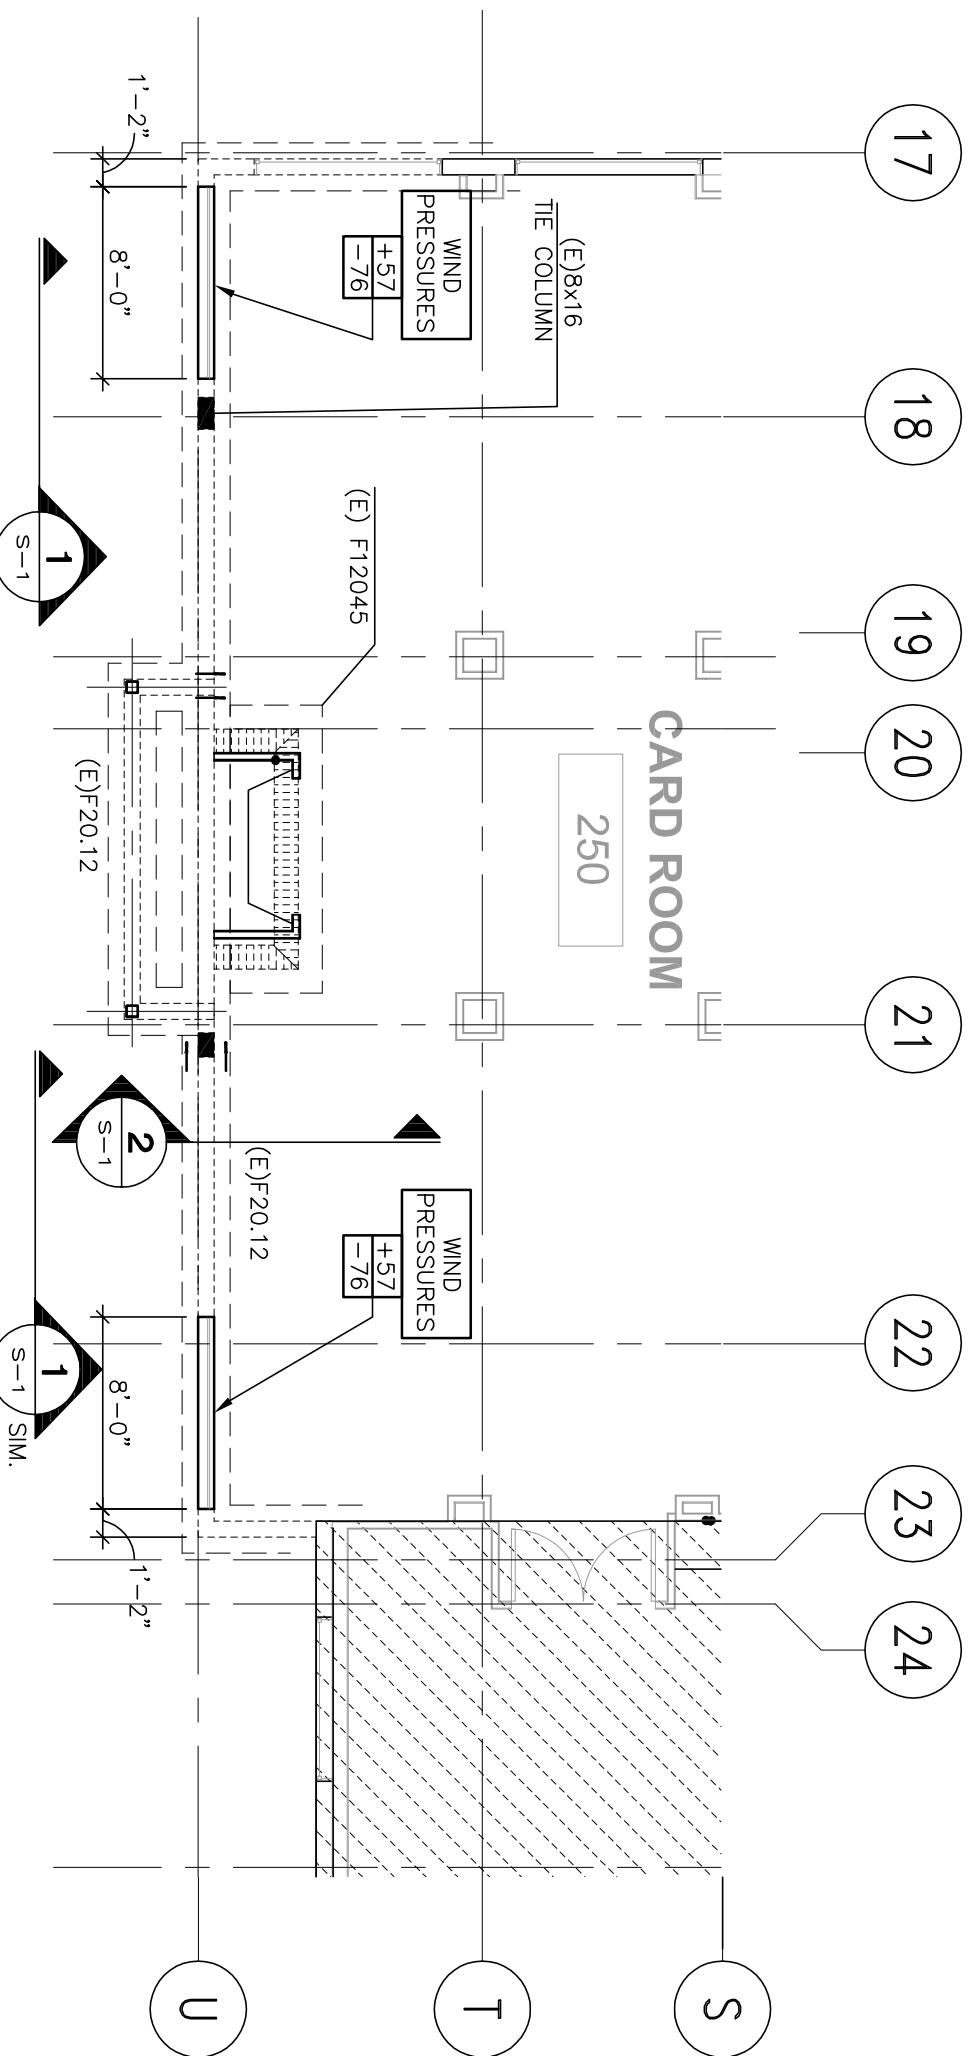 17
18
19
20
21
22
23
24
S
T
U
CARD ROOM
250
(E)8x16
TIE COLUMN
WIND
PRESSURES
+57
−76
(E) F12045
WIND
PRESSURES
+57
−76
(E)F20.12
(E)F20.12
1'−2"
8'−0"
8'−0"
1'−2"
1
S−1
2
S−1
1
S−1 SIM.